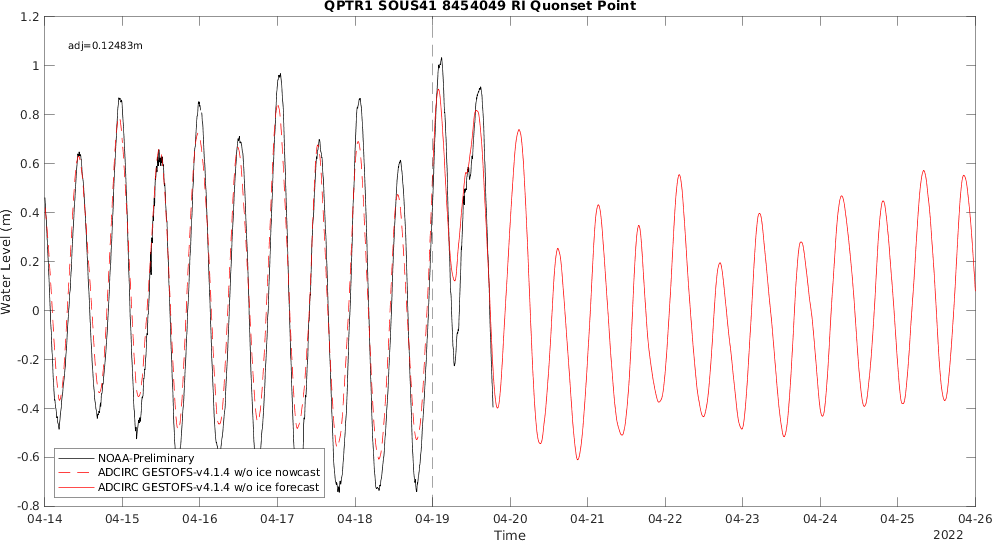 QPTR1 SOUS41 8454049 RI Quonset Point
adj=0.12483m
1.2
1
0.8
0.6
0.4
0.2
0
-0.2
-0.4
-0.6
-0.8
Water Level (m)
NOAA-Preliminary
ADCIRC GESTOFS-v4.1.4 w/o ice nowcast
ADCIRC GESTOFS-v4.1.4 w/o ice forecast
04-14 04-15 04-16 04-17 04-18 04-19 04-20 04-21 04-22 04-23 04-24 04-25 04-26
Time
2022